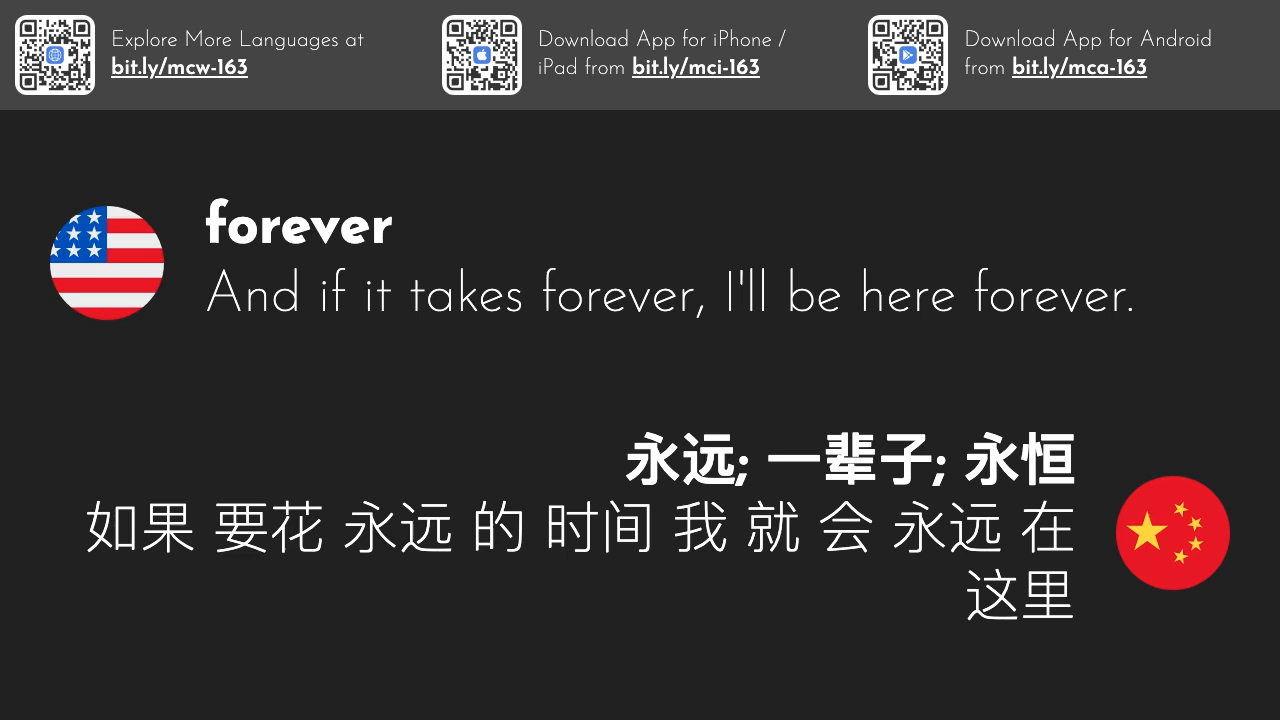 Explore More Languages at
bit.ly/mcw-163
Download App for iPhone /
iPad from bit.ly/mci-163
Download App for Android
from bit.ly/mca-163
forever
And if it takes forever, I'll be here forever.
永远; 一辈子; 永恒
如果 要花 永远 的 时间 我 就 会 永远 在
这里